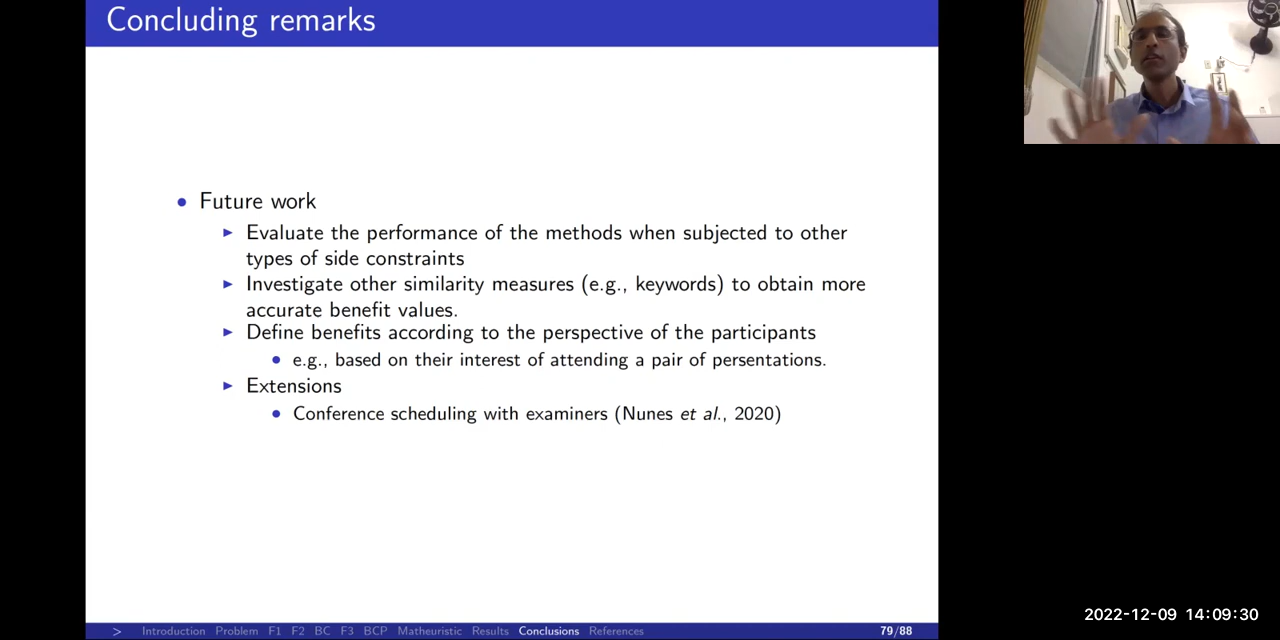 Concluding remarks
• Future work
► Evaluate the performance of the methods when subjected to other
types of side constraints
► Investigate other similarity measures (e.g., keywords) to obtain more
accurate benefit values.
► Define benefits according to the perspective of the participants
• e.g., based on their interest of attending a pair of persentations.
► Extensions
• Conference scheduling with examiners (Nunes et al., 2020)
2022-12-09 14:09:30
> Introduction Problem F1 F2 BC F3 BCP Matheuristic Results Conclusions References 79/88